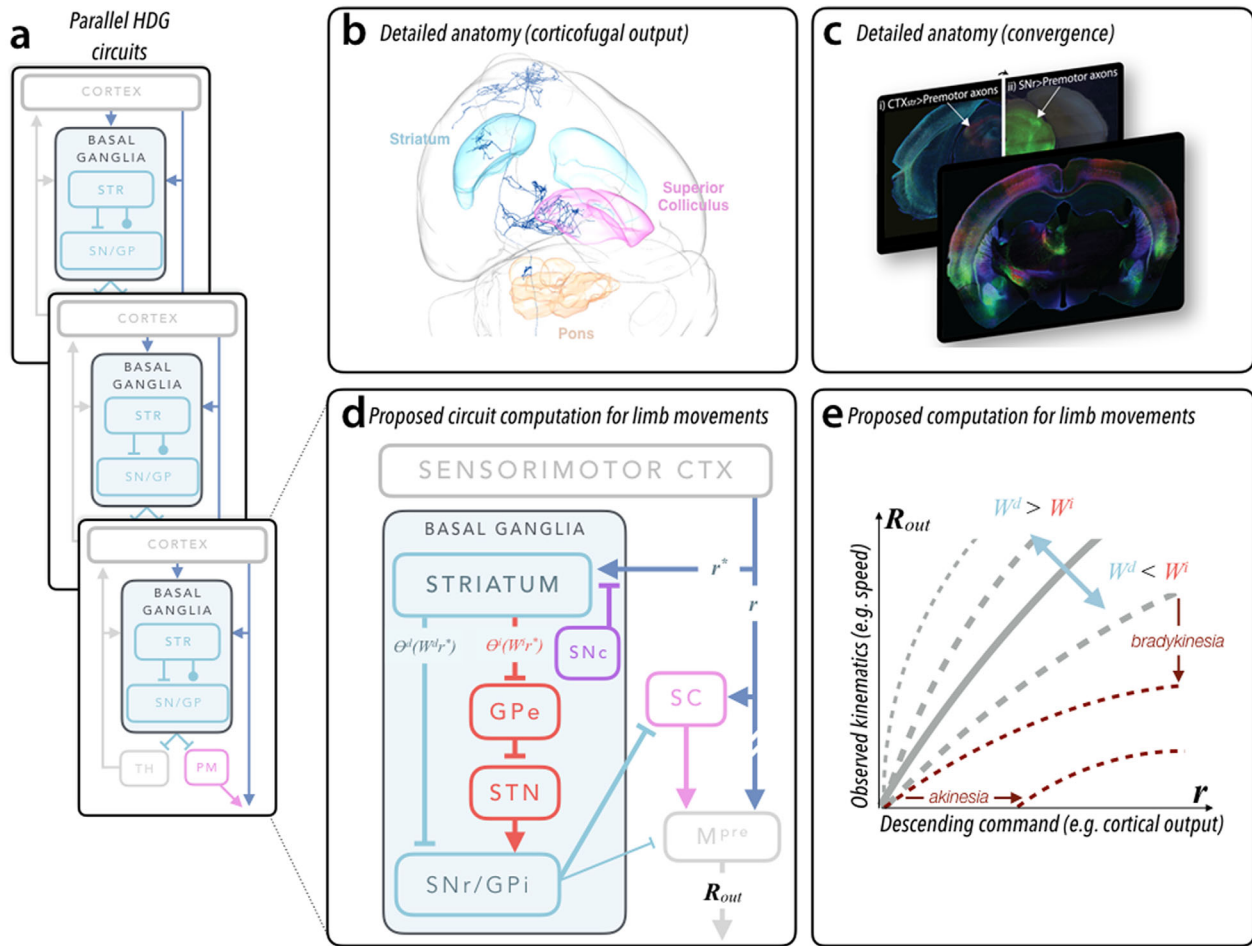 a
Parallel HDG
circuits
CORTEX
BASAL
GANGLIA
STR
SN/GP
CORTEX
BASAL
GANGLIA
STR
SN/GP
CORTEX
BASAL
GANGLIA
STR
SN/GP
TH
PM
b Detailed anatomy (corticofugal output)
Striatum
Superior
Colliculus
Pons
c Detailed anatomy (convergence)
i) CTXstr>Premotor axons
ii) SNr>Premotor axons
d Proposed circuit computation for limb movements
SENSORIMOTOR CTX
BASAL GANGLIA
STRIATUM
r*
r
Θᵈ(Wᵈr*)
Θⁱ(Wⁱr*)
SNc
GPe
SC
STN
Mᵖʳᵉ
SNr/GPi
Rout
e Proposed computation for limb movements
Wᵈ > Wⁱ
Rout
Wᵈ < Wⁱ
bradykinesia
Observed kinematics (e.g. speed)
akinesia
r
Descending command (e.g. cortical output)